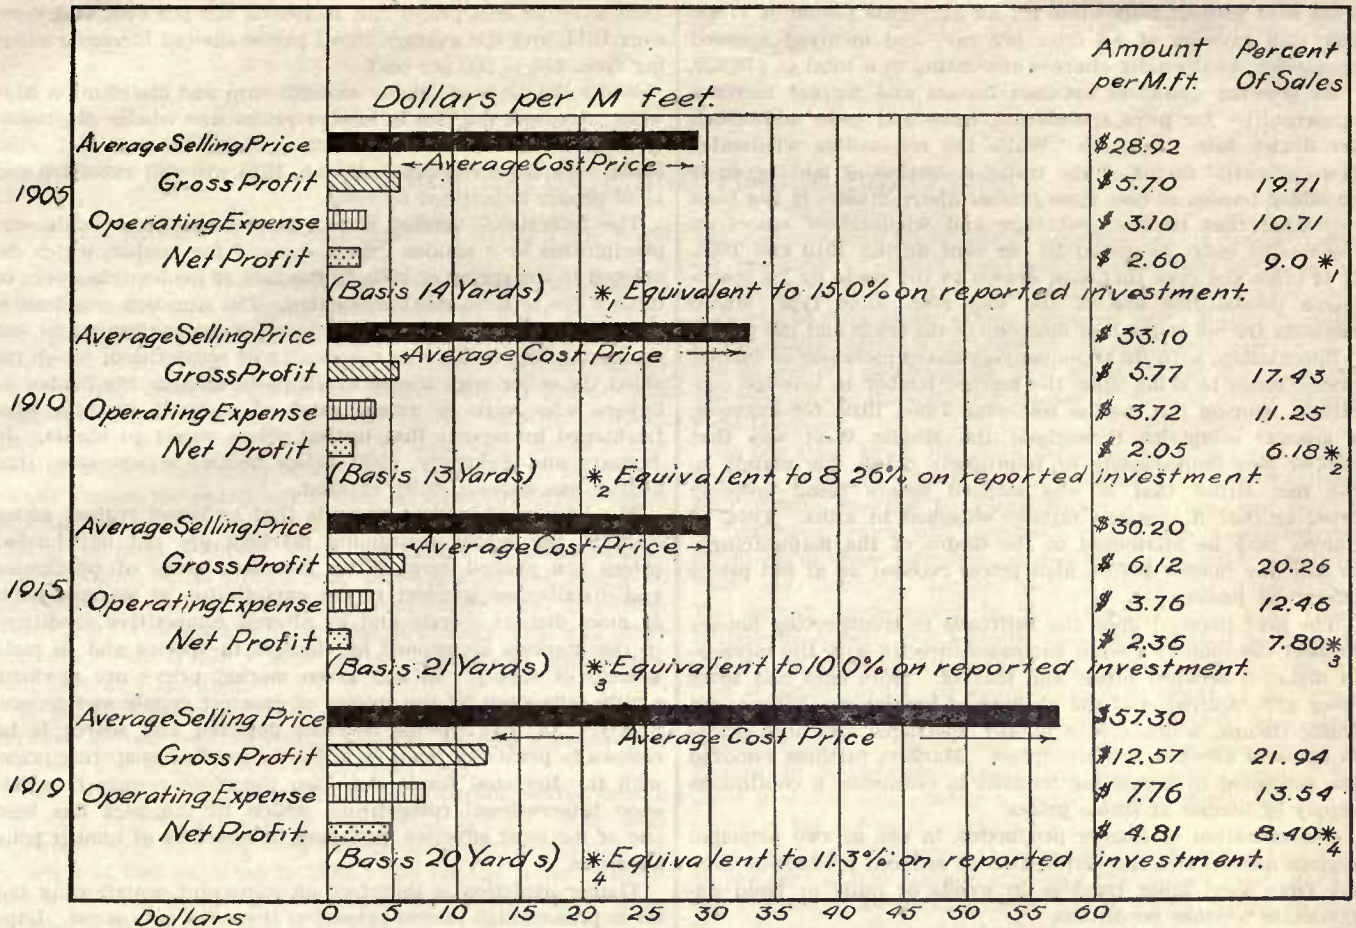 Amount Percent
per M.Ft. Of Sales
Dollars per M feet.
Average Selling Price $28.92
Average Cost Price
Gross Profit $ 5.70 19.71
1905
Operating Expense $ 3.10 10.71
Net Profit $ 2.60 9.0 *1
(Basis 14 Yards) *1 Equivalent to 15.0% on reported investment.
Average Selling Price $33.10
Average Cost Price
Gross Profit $ 5.77 17.43
1910
Operating Expense $ 3.72 11.25
Net Profit $ 2.05 6.18 *2
(Basis 13 Yards) *2 Equivalent to 8.26% on reported investment.
Average Selling Price $30.20
Average Cost Price
Gross Profit $ 6.12 20.26
1915
Operating Expense $ 3.76 12.46
Net Profit $ 2.36 7.80 *3
(Basis 21 Yards) *3 Equivalent to 10.0% on reported investment.
Average Selling Price $57.30
Average Cost Price
Gross Profit $12.57 21.94
1919
Operating Expense $ 7.76 13.54
Net Profit $ 4.81 8.40 *4
(Basis 20 Yards) *4 Equivalent to 11.3% on reported investment.
Dollars 0 5 10 15 20 25 30 35 40 45 50 55 60